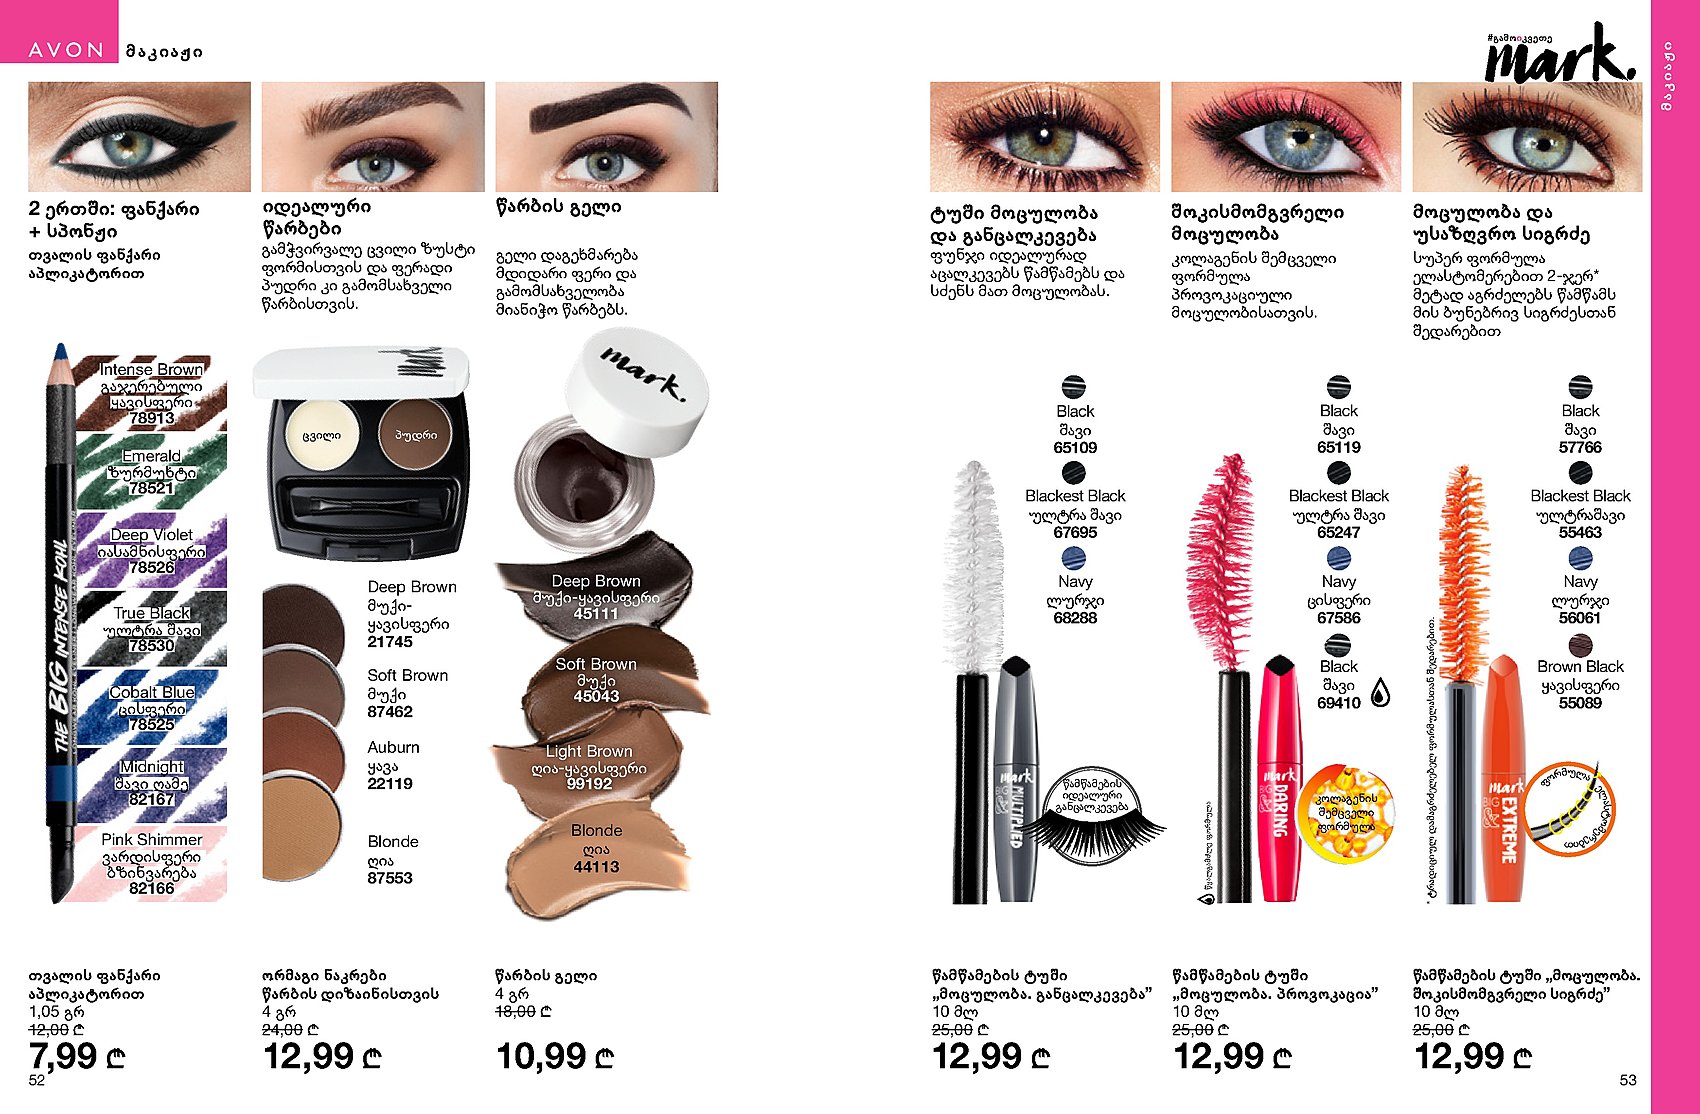 AVON
მაკიაჟი
2 ერთში: ფანქარი
+ სპონჟი
თვალის ფანქარი
აპლიკატორით
Intense Brown
გაჯერებული
ყავისფერი
78913
Emerald
ზურმუხტი
78521
Deep Violet
იასამნისფერი
78526
True Black
ულტრა შავი
78530
Cobalt Blue
ცისფერი
78525
Midnight
შავი ღამე
82167
Pink Shimmer
ვარდისფერი
ბზინვარება
82166
THE BIG INTENSE KOHL
თვალის ფანქარი
აპლიკატორით
1,05 გრ
12,00 ₾
7,99 ₾
52
იდეალური
წარბები
გამჭვირვალე ცვილი ზუსტი
ფორმისთვის და ფერადი
პუდრი კი გამომსახველი
წარბისთვის.
mark.
ცვილი
პუდრი
Deep Brown
მუქი-
ყავისფერი
21745
Soft Brown
მუქი
87462
Auburn
ყავა
22119
Blonde
ღია
87553
ორმაგი ნაკრები
წარბის დიზაინისთვის
4 გრ
24,00 ₾
12,99 ₾
წარბის გელი
გელი დაგეხმარება
მდიდარი ფერი და
გამომსახველობა
მიანიჭო წარბებს.
mark.
Deep Brown
მუქი-ყავისფერი
45111
Soft Brown
მუქი
45043
Light Brown
ღია-ყავისფერი
99192
Blonde
ღია
44113
წარბის გელი
4 გრ
18,00 ₾
10,99 ₾
#გამოიკვეთე
mark.
მაკიაჟი
ტუში მოცულობა
და განცალკევება
ფუნჯი იდეალურად
აცალკევებს წამწამებს და
სძენს მათ მოცულობას.
Black
შავი
65109
Blackest Black
ულტრა შავი
67695
Navy
ლურჯი
68288
mark.
BIG & MULTIPLIED
წამწამების
იდეალური
განცალკევება
წამწამების ტუში
„მოცულობა. განცალკევება”
10 მლ
25,00 ₾
12,99 ₾
შოკისმომგვრელი
მოცულობა
კოლაგენის შემცველი
ფორმულა
პროვოკაციული
მოცულობისათვის.
Black
შავი
65119
Blackest Black
ულტრა შავი
65247
Navy
ცისფერი
67586
Black
შავი
69410
წყალგამძლე ფორმულა
mark.
BIG & DARING
კოლაგენის
შემცველი
ფორმულა
წამწამების ტუში
„მოცულობა. პროვოკაცია”
10 მლ
25,00 ₾
12,99 ₾
მოცულობა და
უსაზღვრო სიგრძე
სუპერ ფორმულა
ელასტომერებით 2-ჯერ*
მეტად აგრძელებს წამწამს
მის ბუნებრივ სიგრძესთან
შედარებით
Black
შავი
57766
Blackest Black
ულტრაშავი
55463
Navy
ლურჯი
56061
Brown Black
ყავისფერი
55089
* ტრადიციულ დამაგრძელებელ ფორმულასთან შედარებით.
mark.
BIG & EXTREME
ფორმულა
წამწამების ტუში „მოცულობა.
შოკისმომგვრელი სიგრძე”
10 მლ
25,00 ₾
12,99 ₾
53